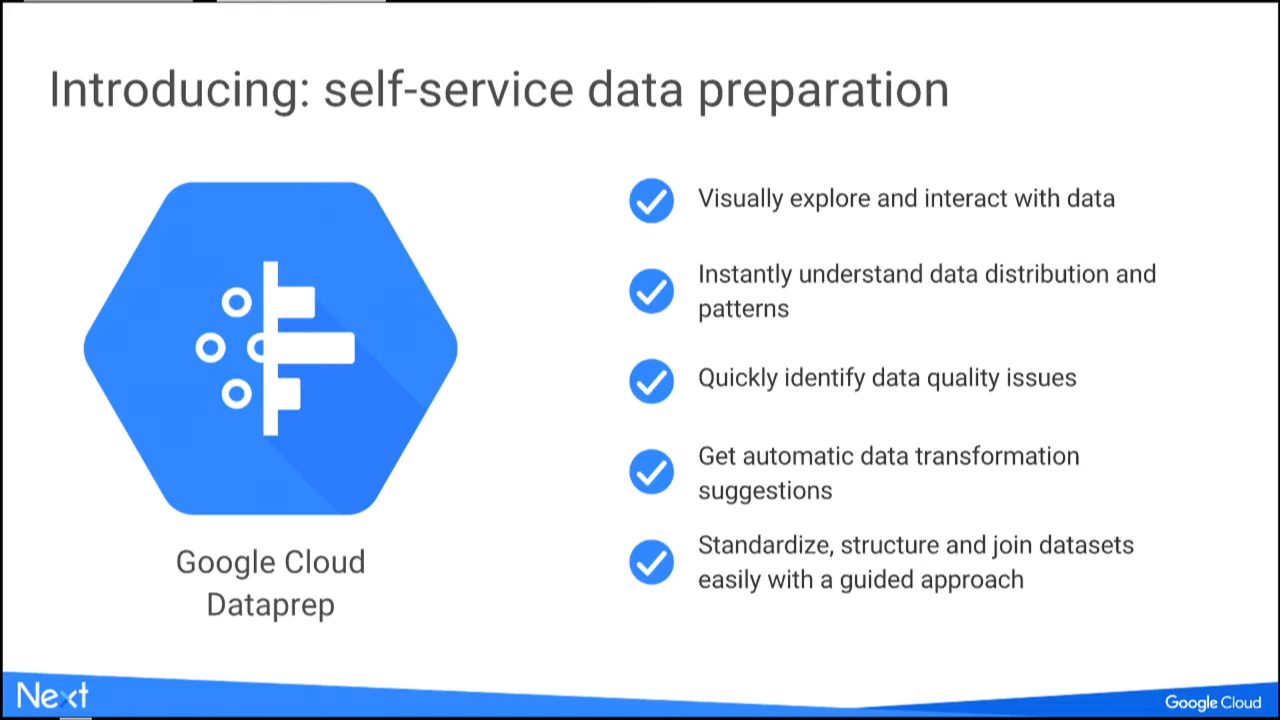 Introducing: self-service data preparation
Visually explore and interact with data
Instantly understand data distribution and
patterns
Quickly identify data quality issues
Get automatic data transformation
suggestions
Standardize, structure and join datasets
easily with a guided approach
Google Cloud
Dataprep
Next
Google Cloud